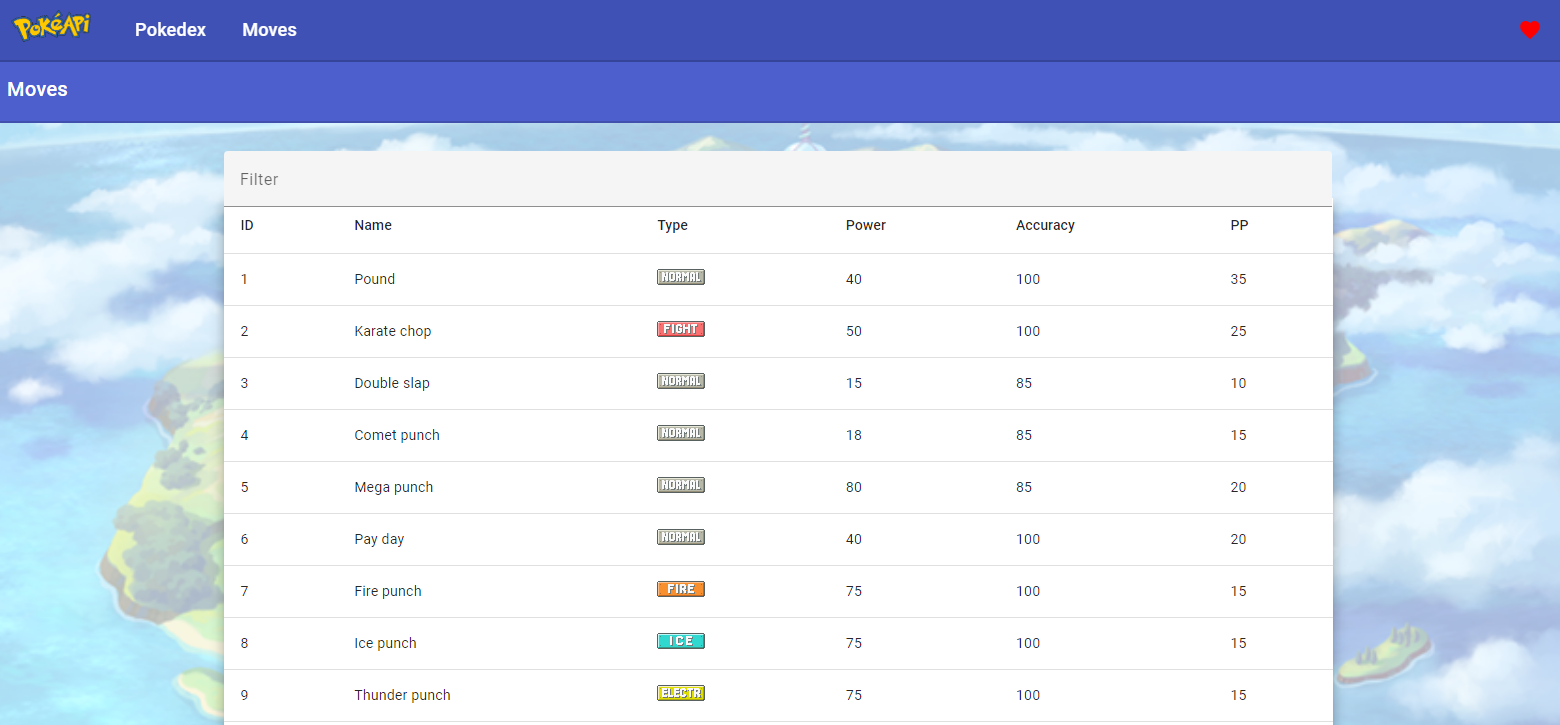 PokéApi Pokedex Moves
Moves
Filter
ID Name Type Power Accuracy PP
1 Pound NORMAL 40 100 35
2 Karate chop FIGHT 50 100 25
3 Double slap NORMAL 15 85 10
4 Comet punch NORMAL 18 85 15
5 Mega punch NORMAL 80 85 20
6 Pay day NORMAL 40 100 20
7 Fire punch FIRE 75 100 15
8 Ice punch ICE 75 100 15
9 Thunder punch ELECTR 75 100 15